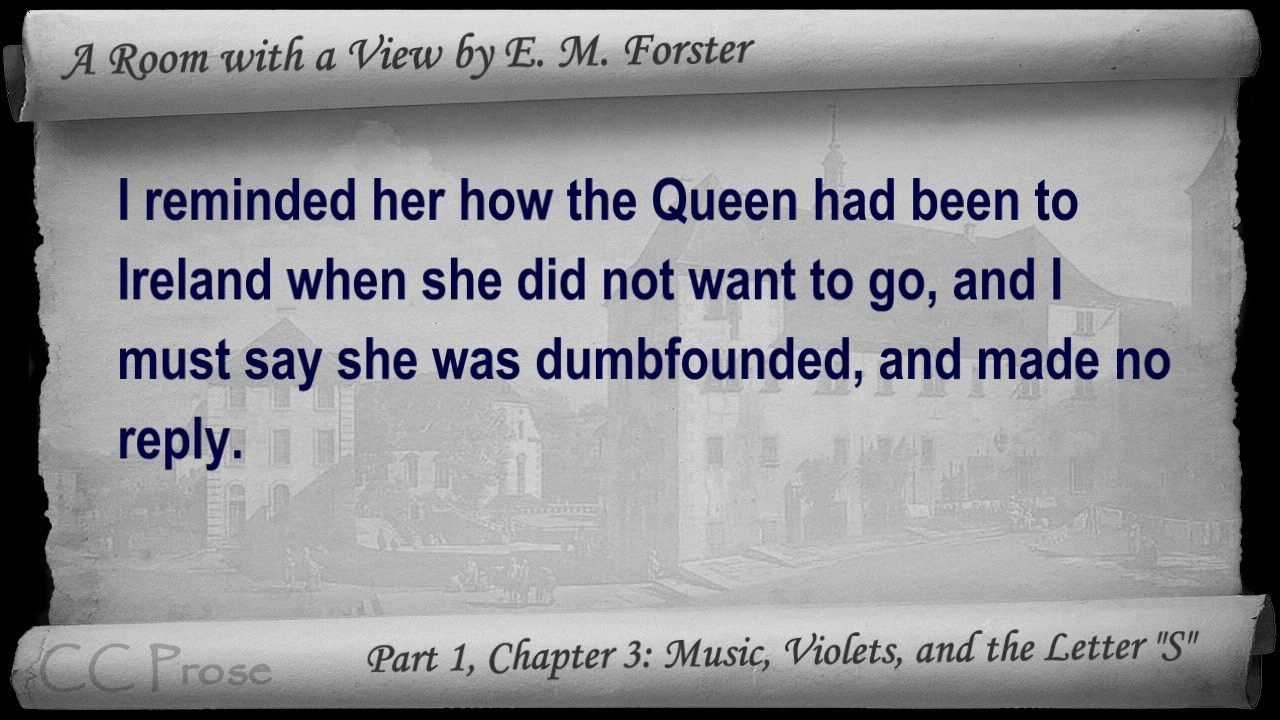 A Room with a View by E. M. Forster
I reminded her how the Queen had been to
Ireland when she did not want to go, and I
must say she was dumbfounded, and made no
reply.
CC Prose
Part 1, Chapter 3: Music, Violets, and the Letter "S"